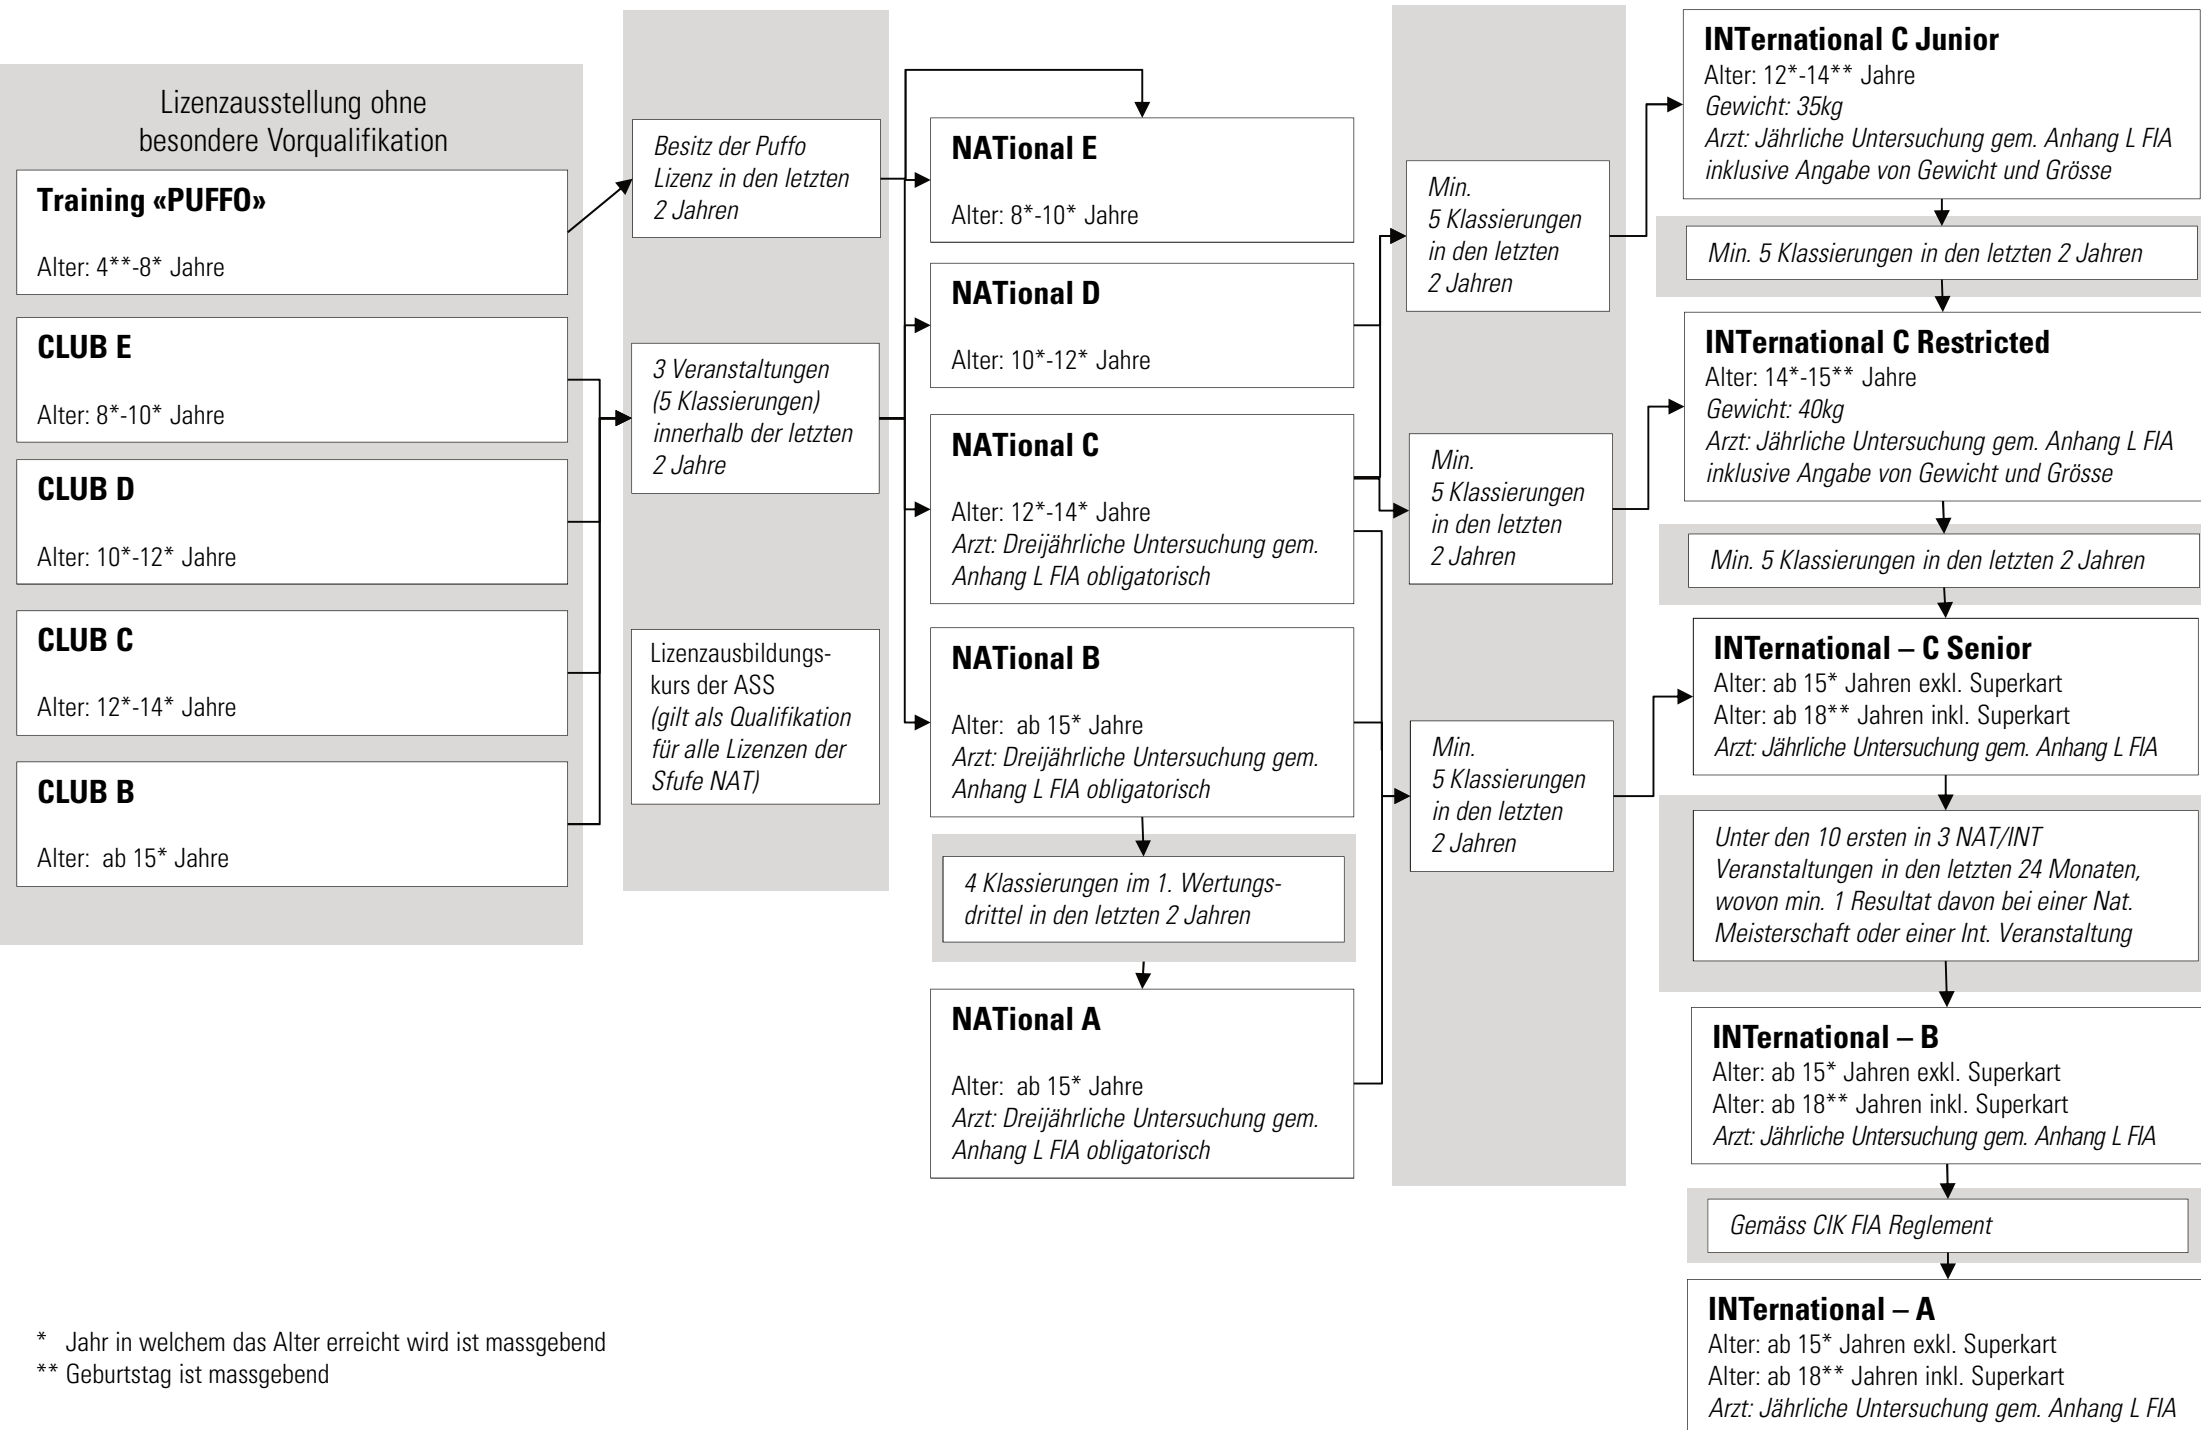 Lizenzausstellung ohne
besondere Vorqualifikation
Training «PUFFO»
Alter: 4**-8* Jahre
CLUB E
Alter: 8*-10* Jahre
CLUB D
Alter: 10*-12* Jahre
CLUB C
Alter: 12*-14* Jahre
CLUB B
Alter: ab 15* Jahre
Besitz der Puffo
Lizenz in den letzten
2 Jahren
3 Veranstaltungen
(5 Klassierungen)
innerhalb der letzten
2 Jahre
Lizenzausbildungs-
kurs der ASS
(gilt als Qualifikation
für alle Lizenzen der
Sfufe NAT)
NATional E
Alter: 8*-10* Jahre
NATional D
Alter: 10*-12* Jahre
NATional C
Alter: 12*-14* Jahre
Arzt: Dreijährliche Untersuchung gem.
Anhang L FIA obligatorisch
NATional B
Alter: ab 15* Jahre
Arzt: Dreijährliche Untersuchung gem.
Anhang L FIA obligatorisch
4 Klassierungen im 1. Wertungs-
drittel in den letzten 2 Jahren
NATional A
Alter: ab 15* Jahre
Arzt: Dreijährliche Untersuchung gem.
Anhang L FIA obligatorisch
Min.
5 Klassierungen
in den letzten
2 Jahren
Min.
5 Klassierungen
in den letzten
2 Jahren
Min.
5 Klassierungen
in den letzten
2 Jahren
INTernational C Junior
Alter: 12*-14** Jahre
Gewicht: 35kg
Arzt: Jährliche Untersuchung gem. Anhang L FIA
inklusive Angabe von Gewicht und Grösse
Min. 5 Klassierungen in den letzten 2 Jahren
INTernational C Restricted
Alter: 14*-15** Jahre
Gewicht: 40kg
Arzt: Jährliche Untersuchung gem. Anhang L FIA
inklusive Angabe von Gewicht und Grösse
Min. 5 Klassierungen in den letzten 2 Jahren
INTernational – C Senior
Alter: ab 15* Jahren exkl. Superkart
Alter: ab 18** Jahren inkl. Superkart
Arzt: Jährliche Untersuchung gem. Anhang L FIA
Unter den 10 ersten in 3 NAT/INT
Veranstaltungen in den letzten 24 Monaten,
wovon min. 1 Resultat davon bei einer Nat.
Meisterschaft oder einer Int. Veranstaltung
INTernational – B
Alter: ab 15* Jahren exkl. Superkart
Alter: ab 18** Jahren inkl. Superkart
Arzt: Jährliche Untersuchung gem. Anhang L FIA
Gemäss CIK FIA Reglement
INTernational – A
Alter: ab 15* Jahren exkl. Superkart
Alter: ab 18** Jahren inkl. Superkart
Arzt: Jährliche Untersuchung gem. Anhang L FIA
* Jahr in welchem das Alter erreicht wird ist massgebend
** Geburtstag ist massgebend